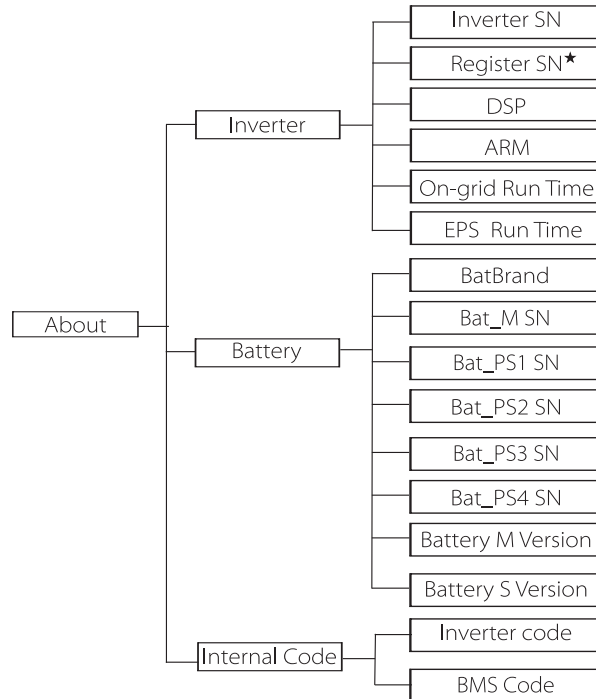 About
Inverter
Inverter SN
Register SN★
DSP
ARM
On-grid Run Time
EPS Run Time
Battery
BatBrand
Bat_M SN
Bat_PS1 SN
Bat_PS2 SN
Bat_PS3 SN
Bat_PS4 SN
Battery M Version
Battery S Version
Internal Code
Inverter code
BMS Code